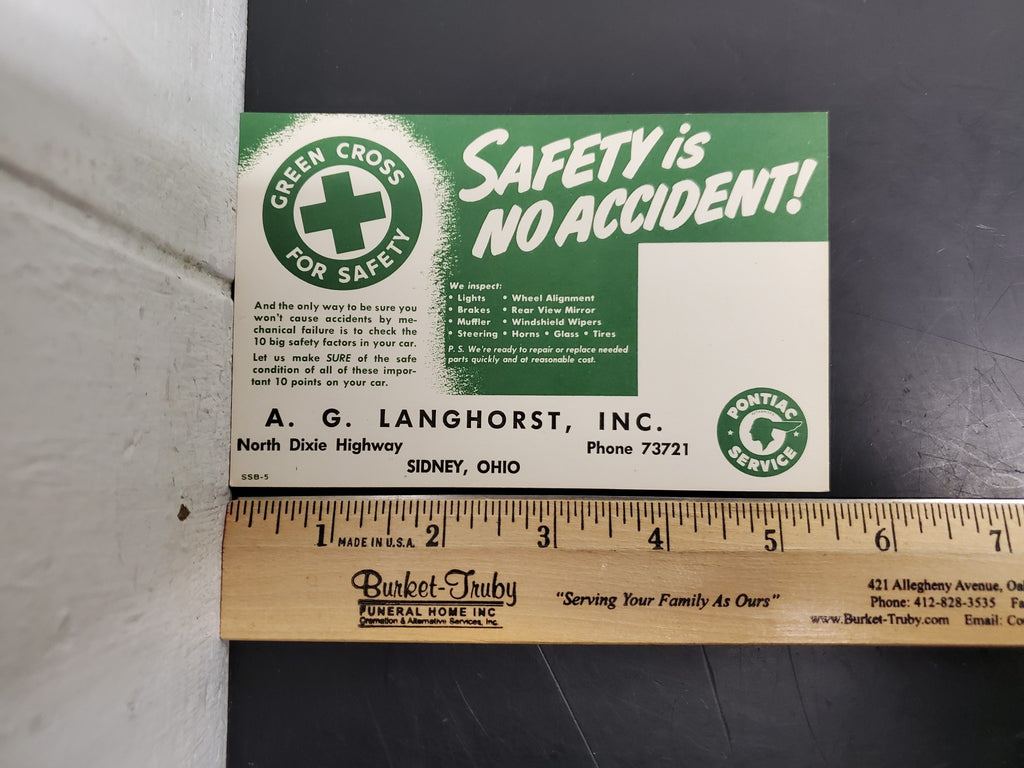 GREEN CROSS
FOR SAFETY
SAFETY is
NO ACCIDENT!
And the only way to be sure you
won't cause accidents by me-
chanical failure is to check the
10 big safety factors in your car.
Let us make SURE of the safe
condition of all of these impor-
tant 10 points on your car.
We inspect:
• Lights • Wheel Alignment
• Brakes • Rear View Mirror
• Muffler • Windshield Wipers
• Steering • Horns • Glass • Tires
P. S. We're ready to repair or replace needed
parts quickly and at reasonable cost.
A. G. LANGHORST, INC.
North Dixie Highway Phone 73721
SIDNEY, OHIO
SSB-5
PONTIAC
SERVICE
1 2 3 4 5 6 7
MADE IN U.S.A.
Burket-Truby
FUNERAL HOME INC
Cremation & Alternative Services, Inc.
"Serving Your Family As Ours"
421 Allegheny Avenue,
Phone: 412-828-3535
www.Burket-Truby.com Email: